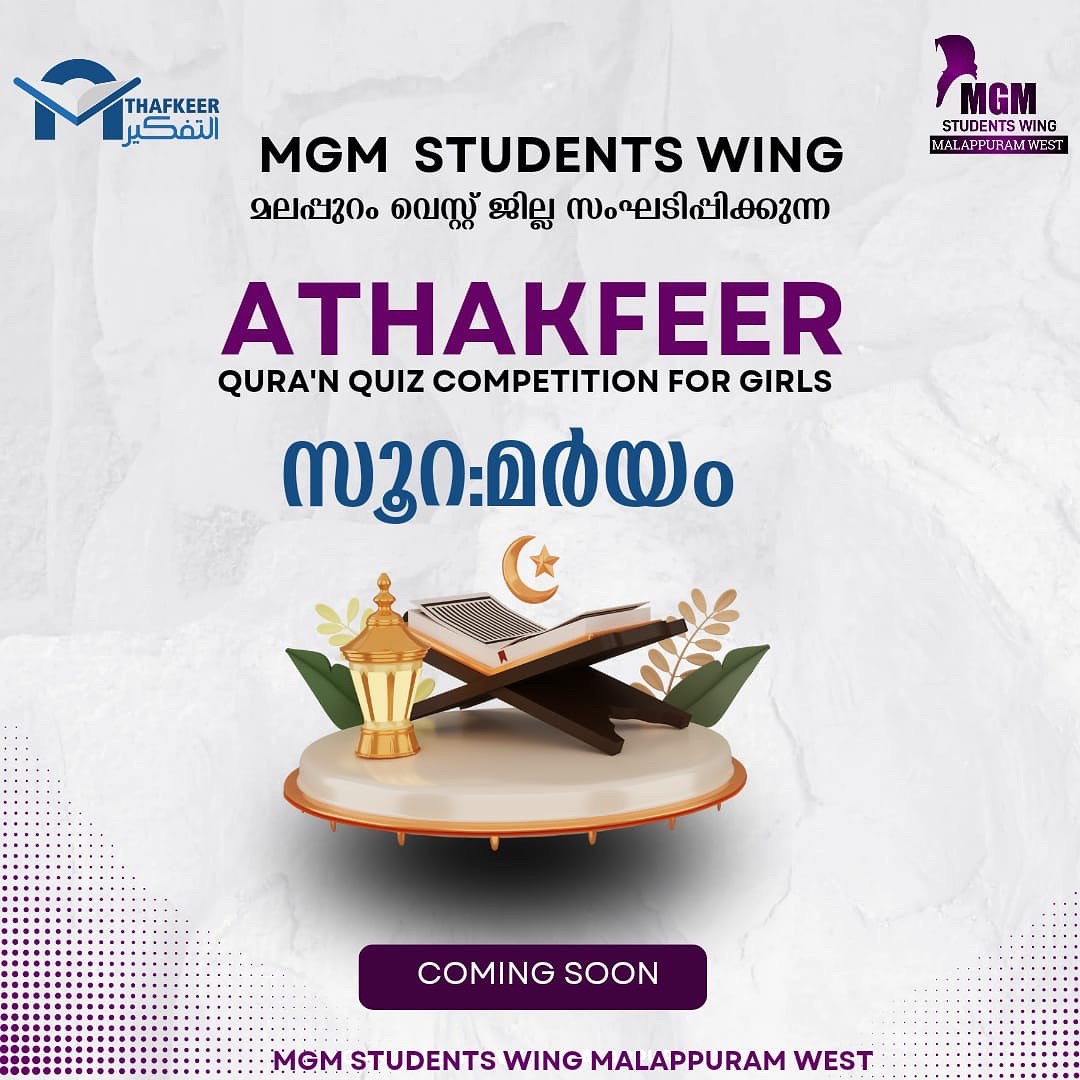 THAFKEER
التفكير
MGM
STUDENTS WING
MALAPPURAM WEST
MGM STUDENTS WING
മലപ്പുറം വെസ്റ്റ് ജില്ല സംഘടിപ്പിക്കുന്ന
ATHAKFEER
QURA'N QUIZ COMPETITION FOR GIRLS
സൂറ:മർയം
COMING SOON
MGM STUDENTS WING MALAPPURAM WEST